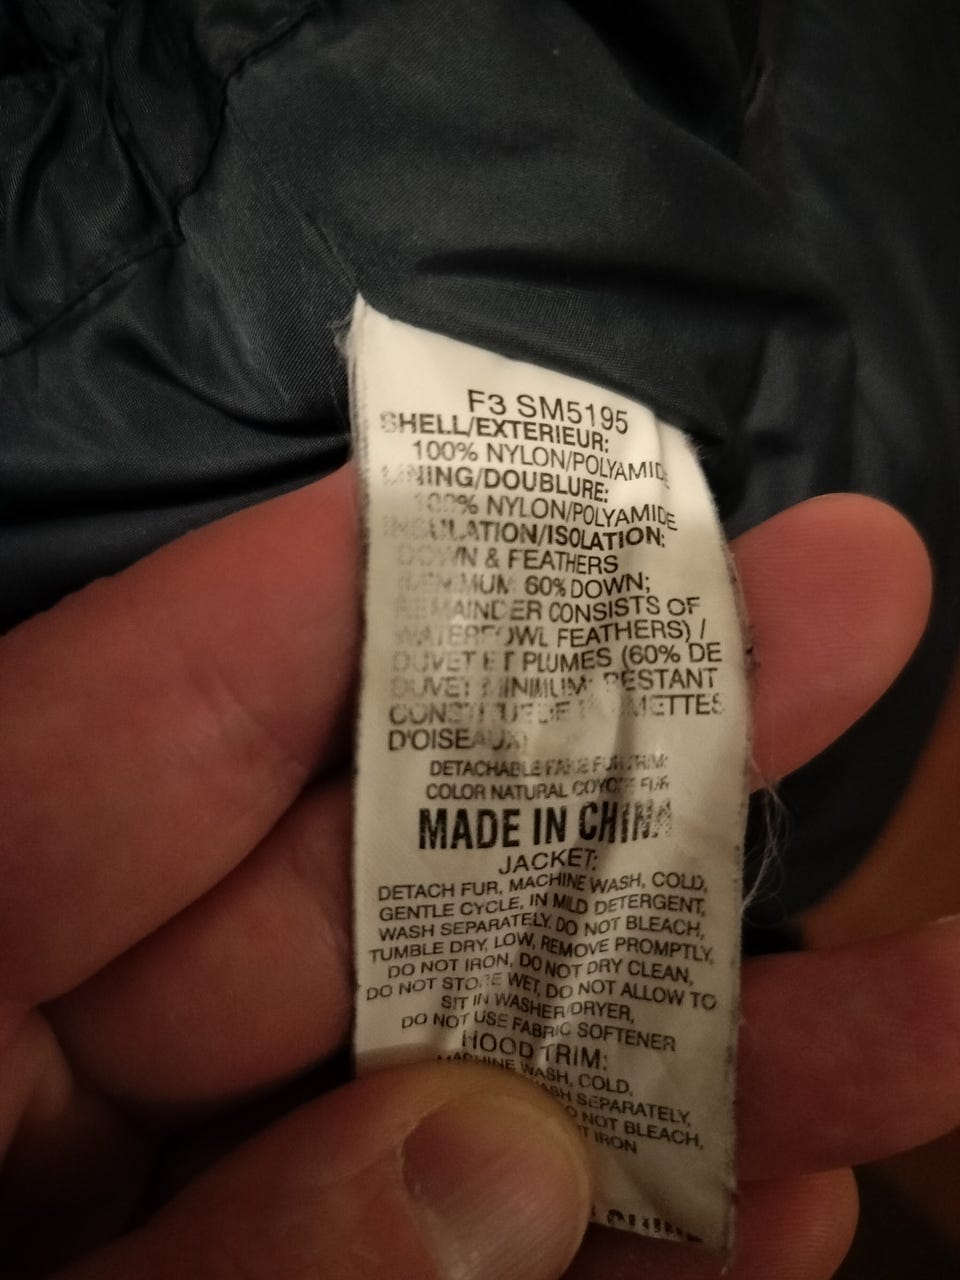 F3 SM5195
SHELL/EXTERIEUR:
100% NYLON/POLYAMIDE
LINING/DOUBLURE:
100% NYLON/POLYAMIDE
INSULATION/ISOLATION:
DOWN & FEATHERS
MINIMUM 60% DOWN;
REMAINDER CONSISTS OF
WATERFOWL FEATHERS) /
DUVET ET PLUMES (60% DE
DUVET MINIMUM: RESTANT
D'OISEAUX)
DETACHABLE FAKE FUR TRIM:
COLOR NATURAL COYOTE FUR
MADE IN CHINA
JACKET:
DETACH FUR, MACHINE WASH, COLD,
GENTLE CYCLE, IN MILD DETERGENT,
WASH SEPARATELY. DO NOT BLEACH,
TUMBLE DRY, LOW, REMOVE PROMPTLY,
DO NOT IRON, DO NOT DRY CLEAN,
DO NOT STORE WET, DO NOT ALLOW TO
SIT IN WASHER/DRYER,
DO NOT USE FABRIC SOFTENER
HOOD TRIM:
MACHINE WASH, COLD,
WASH SEPARATELY,
DO NOT BLEACH,
IRON